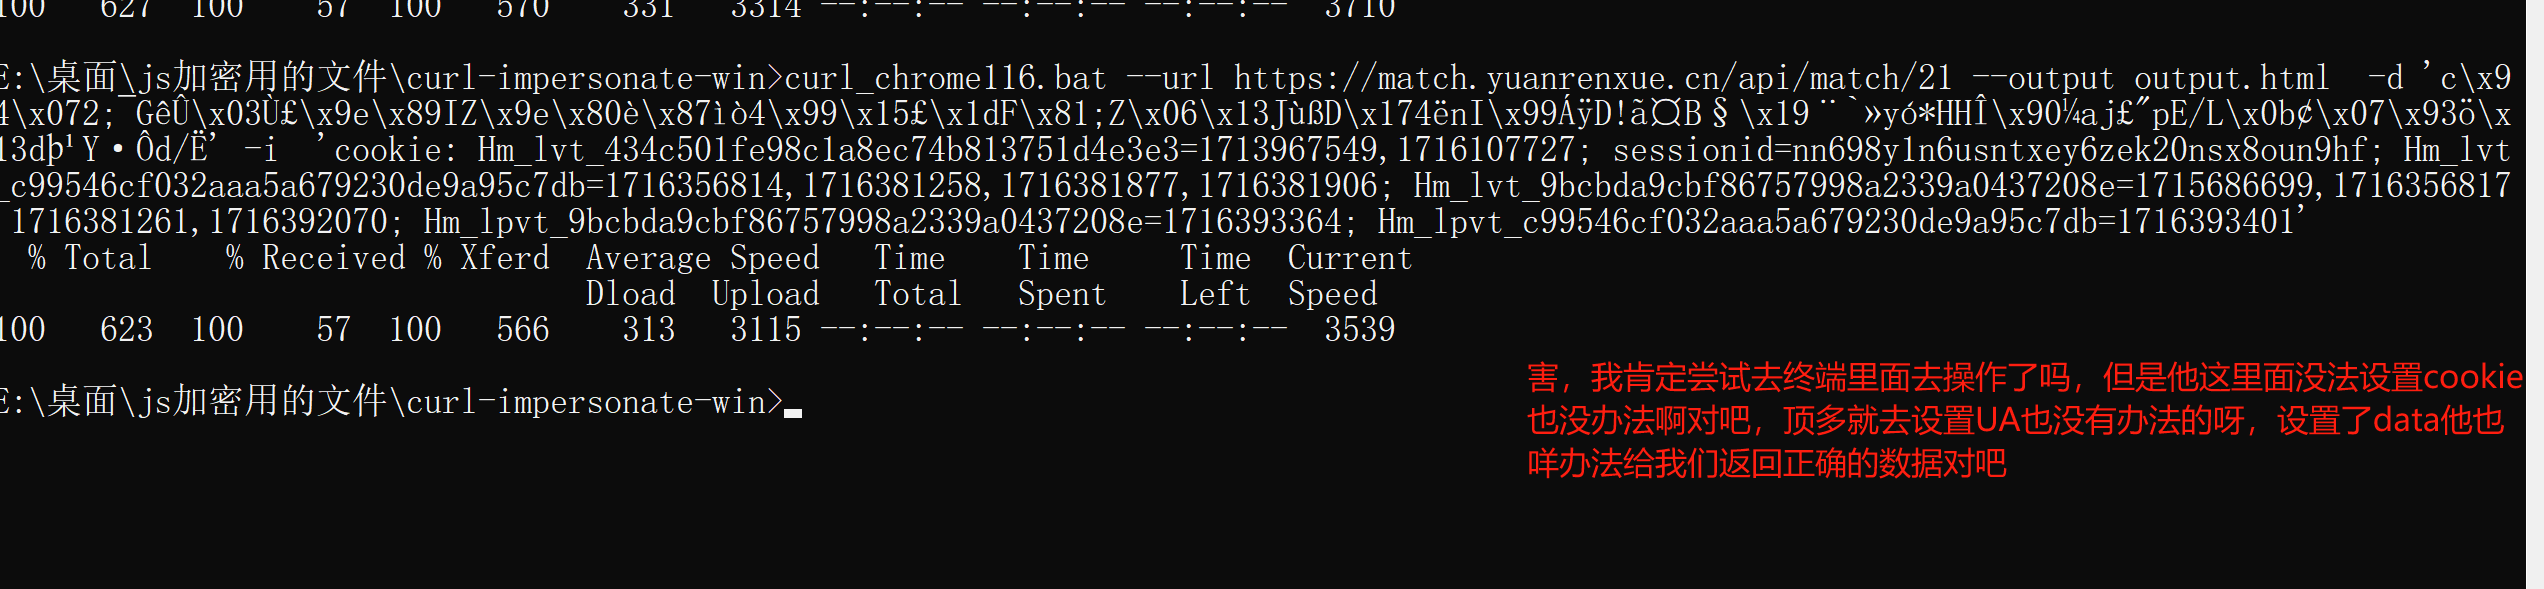 100   627  100    57  100   570    331   3314 --:--:-- --:--:-- --:--:--  3710
E:\桌面\js加密用的文件\curl-impersonate-win>curl_chrome116.bat --url https://match.yuanrenxue.cn/api/match/21 --output output.html  -d 'c\x9
4\x072;¯GêÛ\x03Ù£\x9e\x89IZ\x9e\x80è\x87ìò4\x99\x15£\x1dF\x81;Z\x06\x13JùßD\x174ënI\x99ÁÿD!ã¤B§\x19¨`»yó*HHÎ\x90¼aj£"pE/L\x0b¢\x07\x93ö\x
13dþ¹Y·Ôd/Ë' -i  'cookie: Hm_lvt_434c501fe98c1a8ec74b813751d4e3e3=1713967549,1716107727; sessionid=nn698y1n6usntxey6zek20nsx8oun9hf; Hm_lvt
_c99546cf032aaa5a679230de9a95c7db=1716356814,1716381258,1716381877,1716381906; Hm_lvt_9bcbda9cbf86757998a2339a0437208e=1715686699,1716356817
,1716381261,1716392070; Hm_lpvt_9bcbda9cbf86757998a2339a0437208e=1716393364; Hm_lpvt_c99546cf032aaa5a679230de9a95c7db=1716393401'
% Total    % Received % Xferd  Average Speed   Time    Time     Time  Current
Dload  Upload   Total   Spent    Left  Speed
100   623  100    57  100   566    313   3115 --:--:-- --:--:-- --:--:--  3539
E:\桌面\js加密用的文件\curl-impersonate-win>
害，我肯定尝试去终端里面去操作了吗，但是他这里面没法设置cookie
也没办法啊对吧，顶多就去设置UA也没有办法的呀，设置了data他也
咩办法给我们返回正确的数据对吧